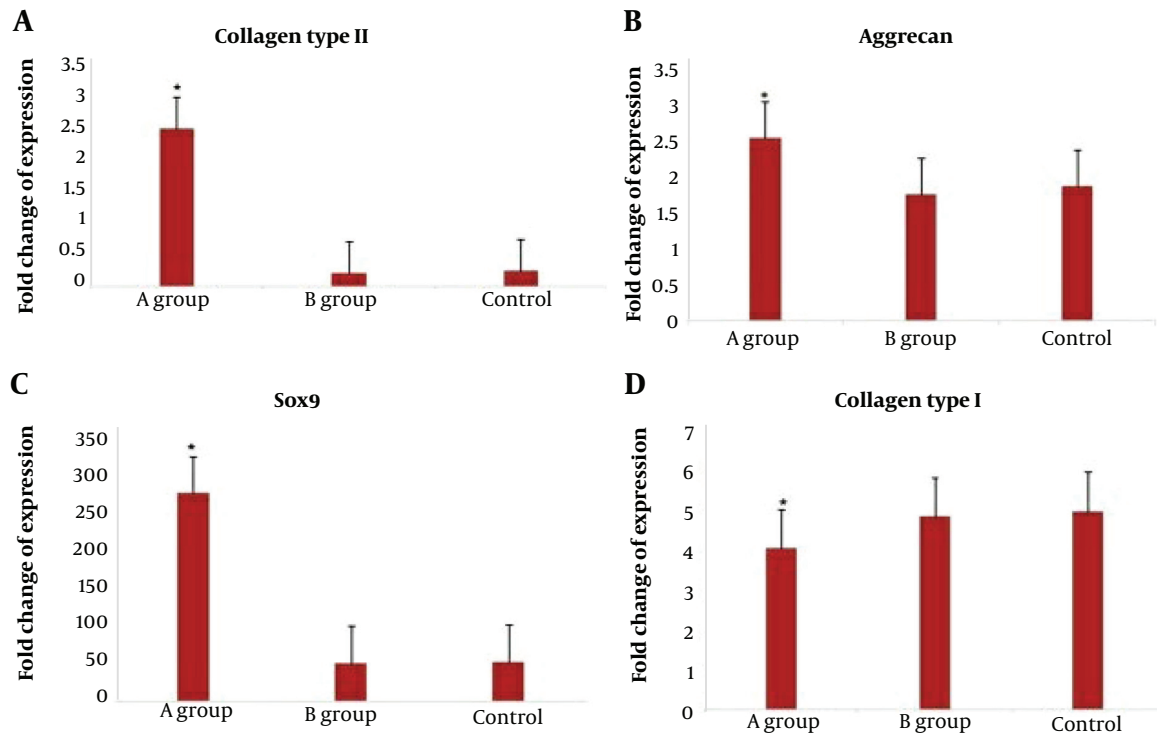 A
Collagen type II
Fold change of expression
3.5
3
2.5
2
1.5
1
0.5
0
*
A group
B group
Control
B
Aggrecan
Fold change of expression
3.5
3
2.5
2
1.5
1
0.5
0
*
A group
B group
Control
C
Sox9
Fold change of expression
350
300
250
200
150
100
50
0
*
A group
B group
Control
D
Collagen type I
Fold change of expression
7
6
5
4
3
2
1
0
*
A group
B group
Control